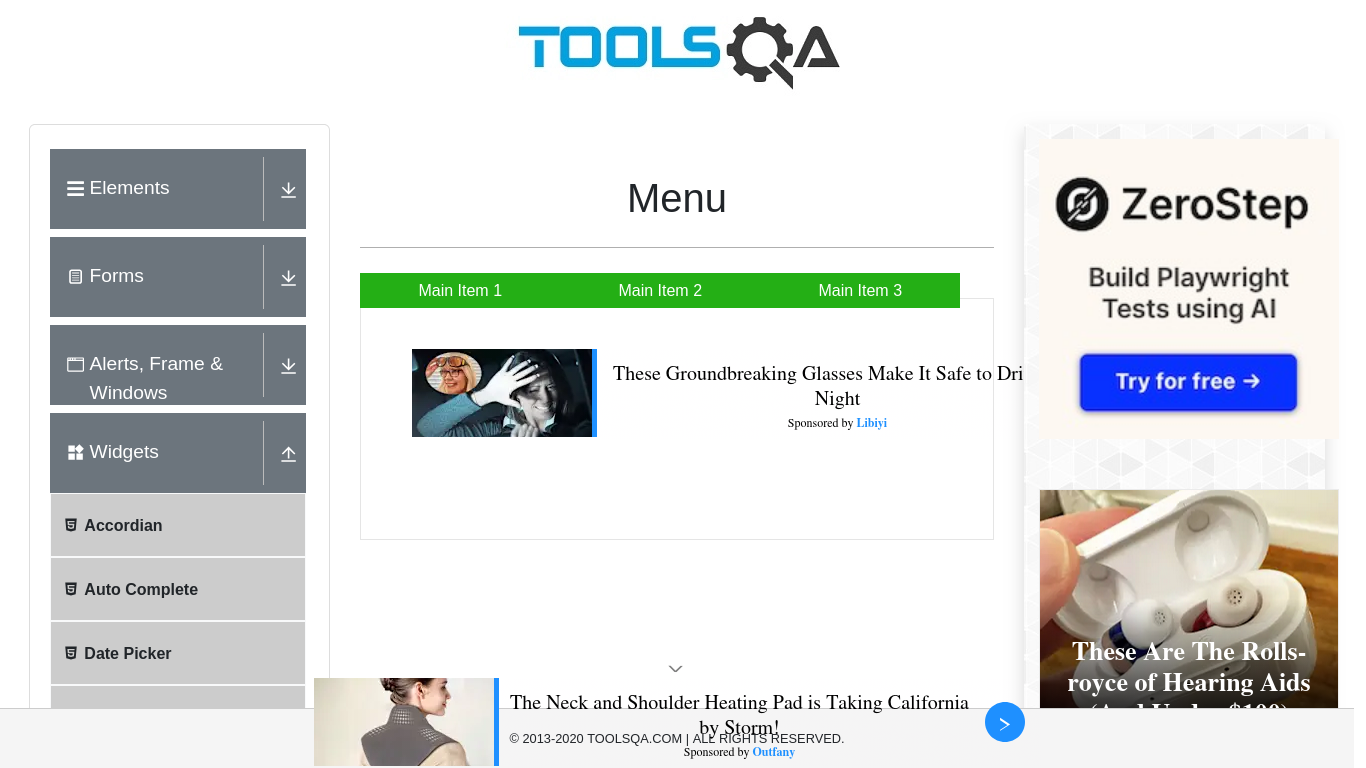 TOOLSQA
Elements
Forms
Alerts, Frame &
Windows
Widgets
Accordian
Auto Complete
Date Picker
Menu
Main Item 1
Main Item 2
Main Item 3
These Groundbreaking Glasses Make It Safe to Dri
Night
Sponsored by Libiyi
The Neck and Shoulder Heating Pad is Taking California
by Storm!
© 2013-2020 TOOLSQA.COM | ALL RIGHTS RESERVED.
Sponsored by Outfany
ZeroStep
Build Playwright
Tests using AI
Try for free →
These Are The Rolls-
royce of Hearing Aids
(And Under $100)